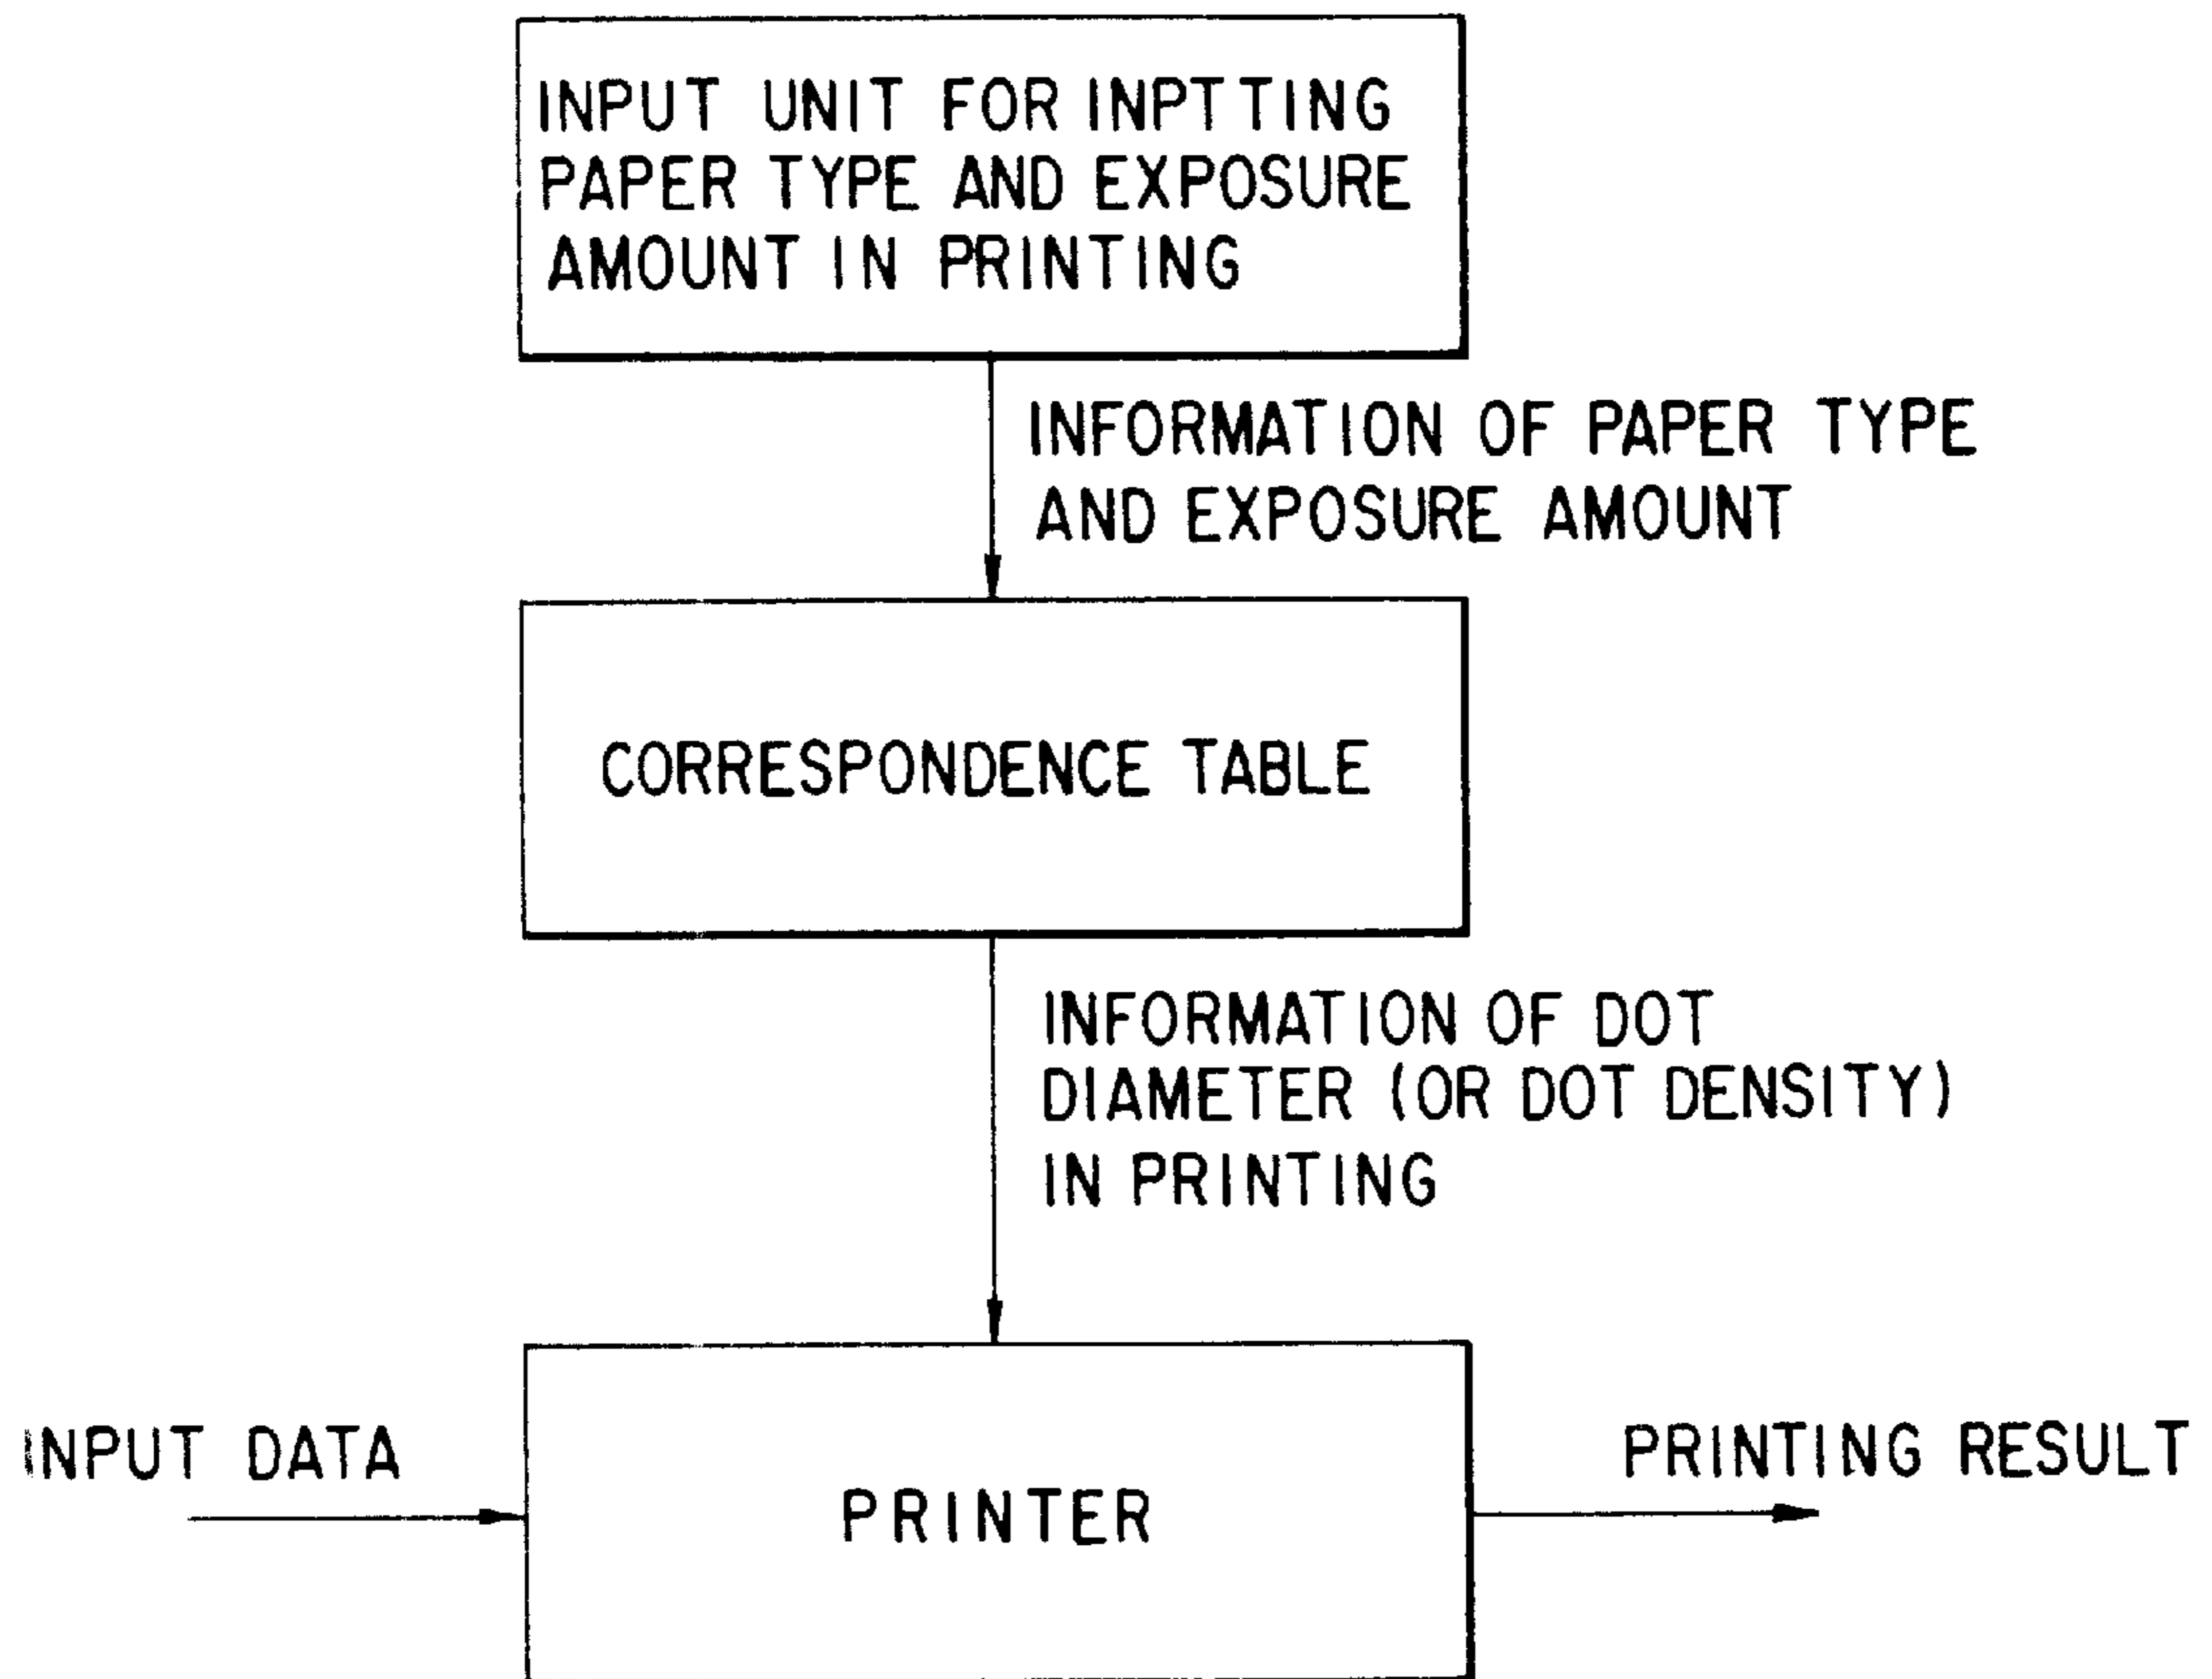 INPUT UNIT FOR INPTTING
PAPER TYPE AND EXPOSURE
AMOUNT IN PRINTING
INFORMATION OF PAPER TYPE
AND EXPOSURE AMOUNT
CORRESPONDENCE TABLE
INFORMATION OF DOT
DIAMETER (OR DOT DENSITY)
IN PRINTING
INPUT DATA
PRINTER
PRINTING RESULT